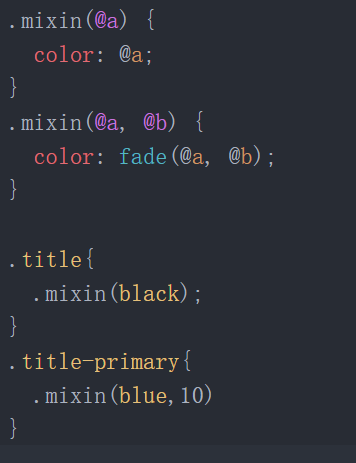 .mixin(@a) {
  color: @a;
}
.mixin(@a, @b) {
  color: fade(@a, @b);
}

.title{
  .mixin(black);
}
.title-primary{
  .mixin(blue,10)
}